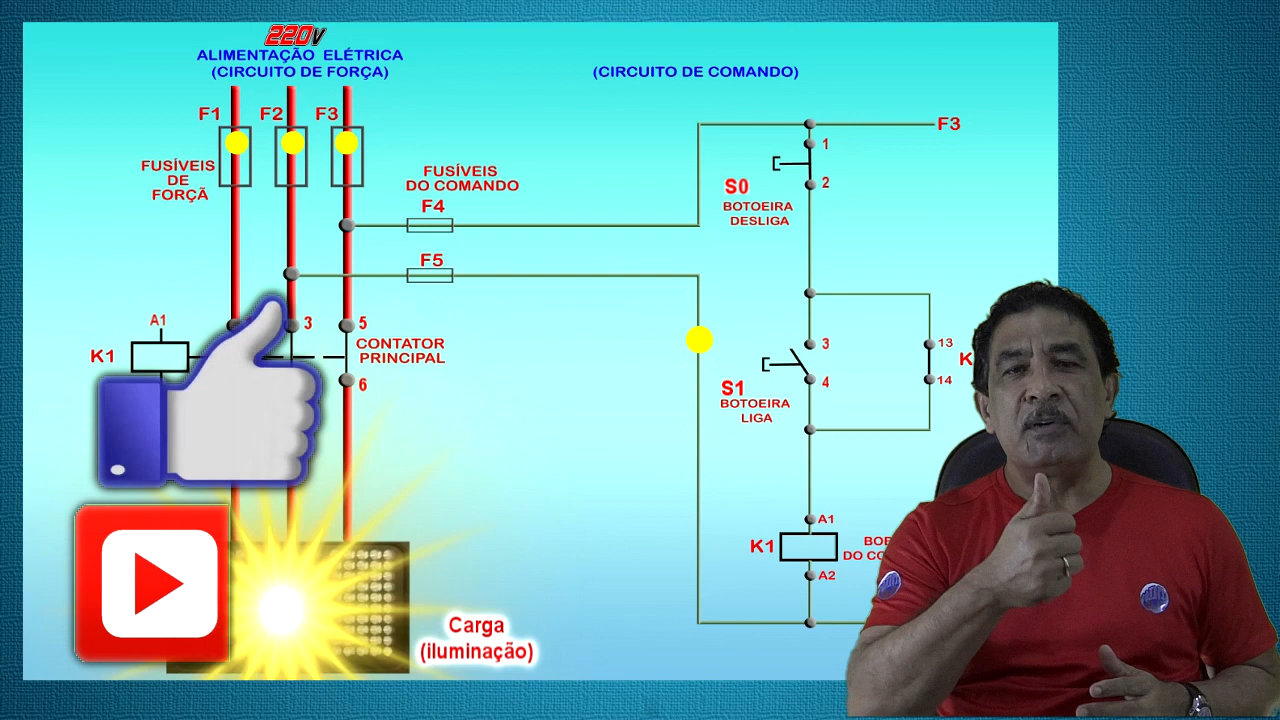 220v
ALIMENTAÇÃO ELÉTRICA
(CIRCUITO DE FORÇA)
(CIRCUITO DE COMANDO)
F1
F2
F3
FUSÍVEIS
DE
FORÇÃ
FUSÍVEIS
DO COMANDO
F4
F5
F3
1
2
S0
BOTOEIRA
DESLIGA
A1
K1
3
5
CONTATOR
PRINCIPAL
6
3
4
S1
BOTOEIRA
LIGA
13
K
14
A1
K1
A2
DO
Carga
(iluminação)